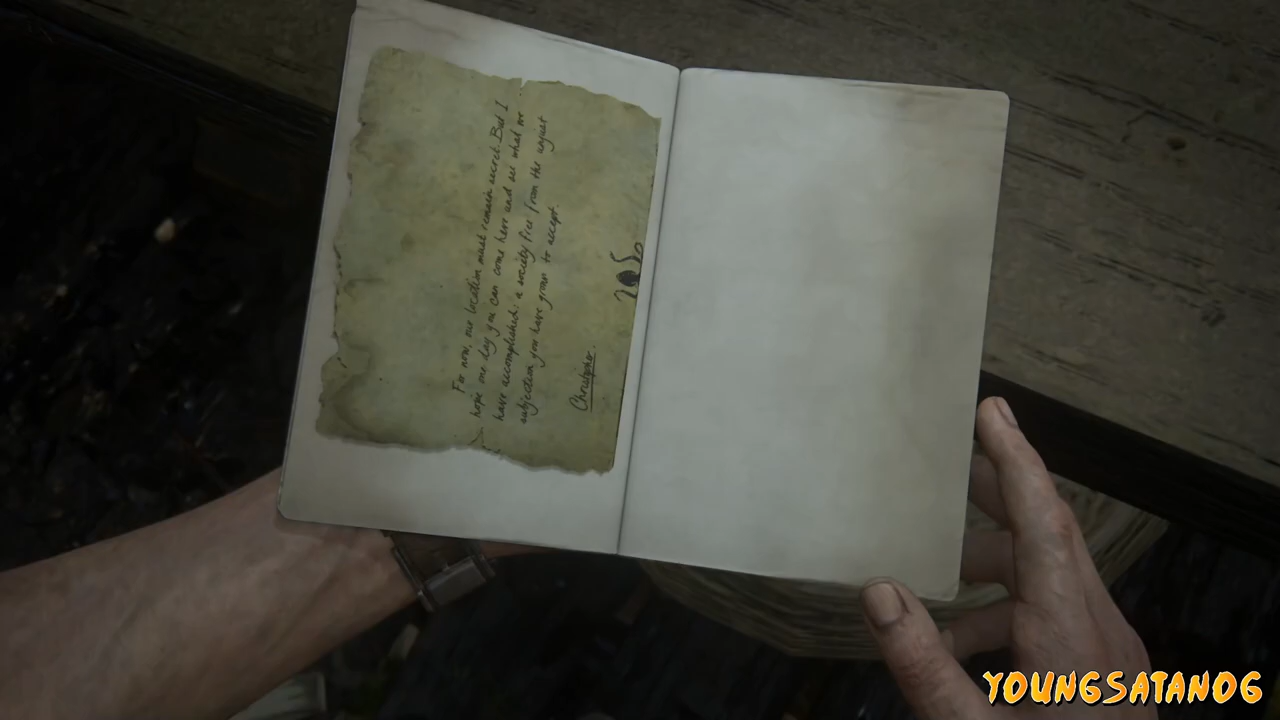 For now, our location must remain secret. But I
hope one day you can come here and see what we
have accomplished: a society free from the unjust
subjection you have grown to accept.
Christopher.
YOUNGSATAN06